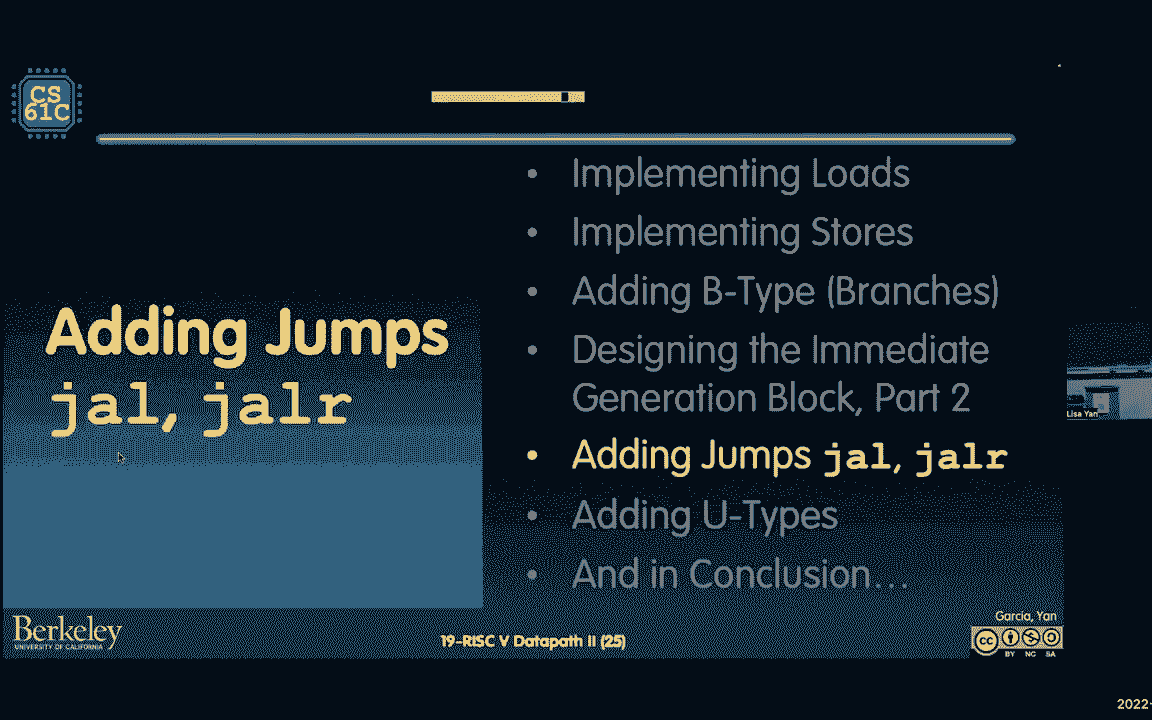 CS
61C
Adding Jumps
jal, jalr
• Implementing Loads
• Implementing Stores
• Adding B-Type (Branches)
• Designing the Immediate
Generation Block, Part 2
• Adding Jumps jal, jalr
• Adding U-Types
• And in Conclusion…
Lisa Yan
Berkeley
UNIVERSITY OF CALIFORNIA
19-RISC V Datapath II (25)
Garcia, Yan
cc
BY NC SA
2022-